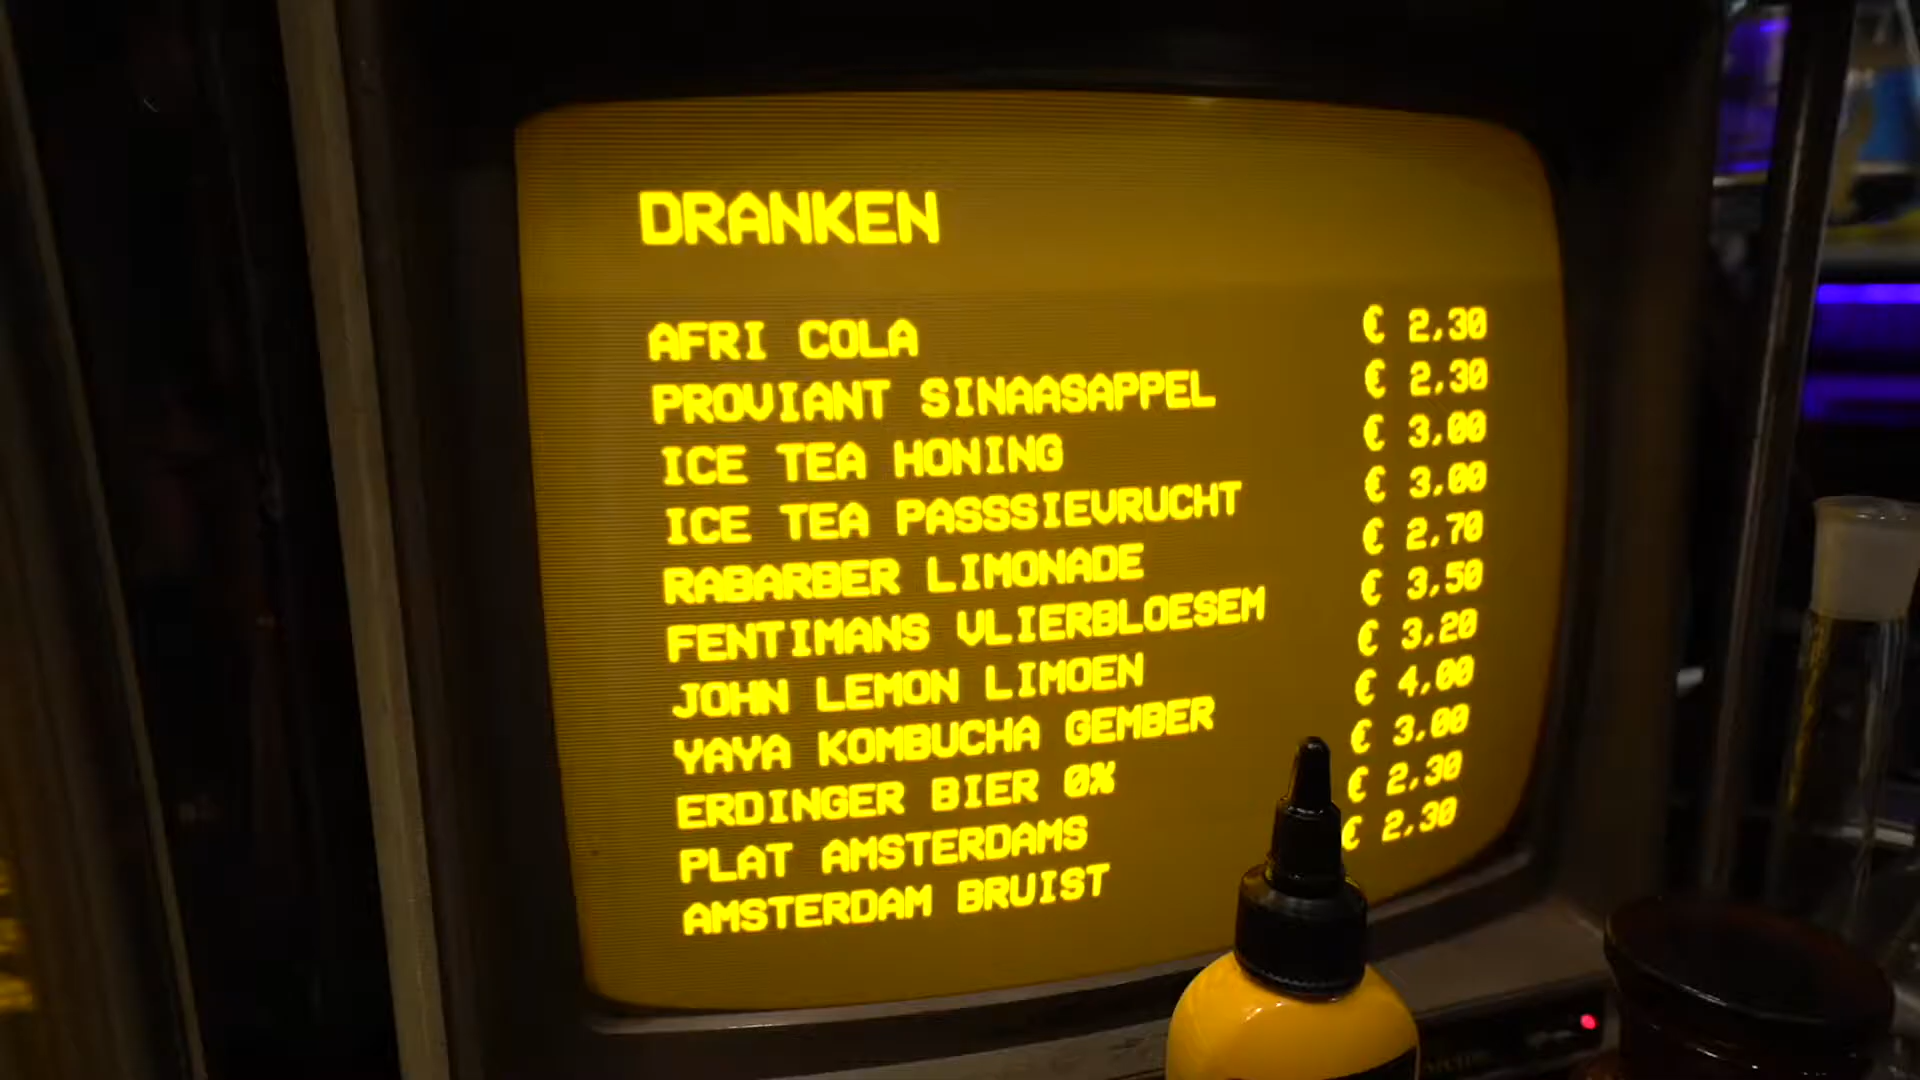 DRANKEN
AFRI COLA € 2,30
PROVIANT SINAASAPPEL € 2,30
ICE TEA HONING € 3,00
ICE TEA PASSSIEVRUCHT € 3,00
RABARBER LIMONADE € 2,70
FENTIMANS VLIERBLOESEM € 3,50
JOHN LEMON LIMOEN € 3,20
YAYA KOMBUCHA GEMBER € 4,00
ERDINGER BIER 0% € 3,00
PLAT AMSTERDAMS € 2,30
AMSTERDAM BRUIST € 2,30